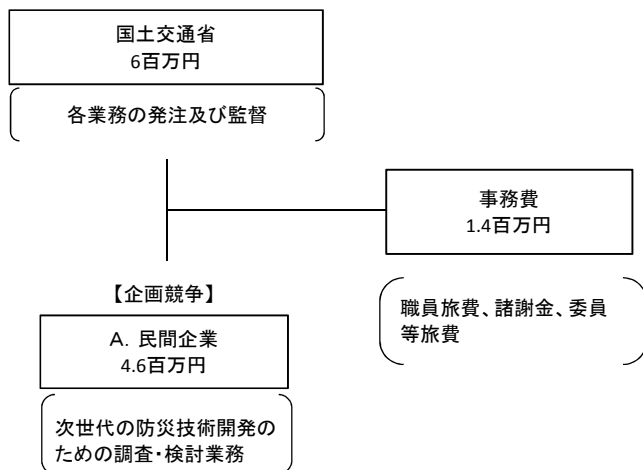 国土交通省
6百万円
各業務の発注及び監督
事務費
1.4百万円
職員旅費、諸謝金、委員
等旅費
【企画競争】
A. 民間企業
4.6百万円
次世代の防災技術開発の
ための調査・検討業務